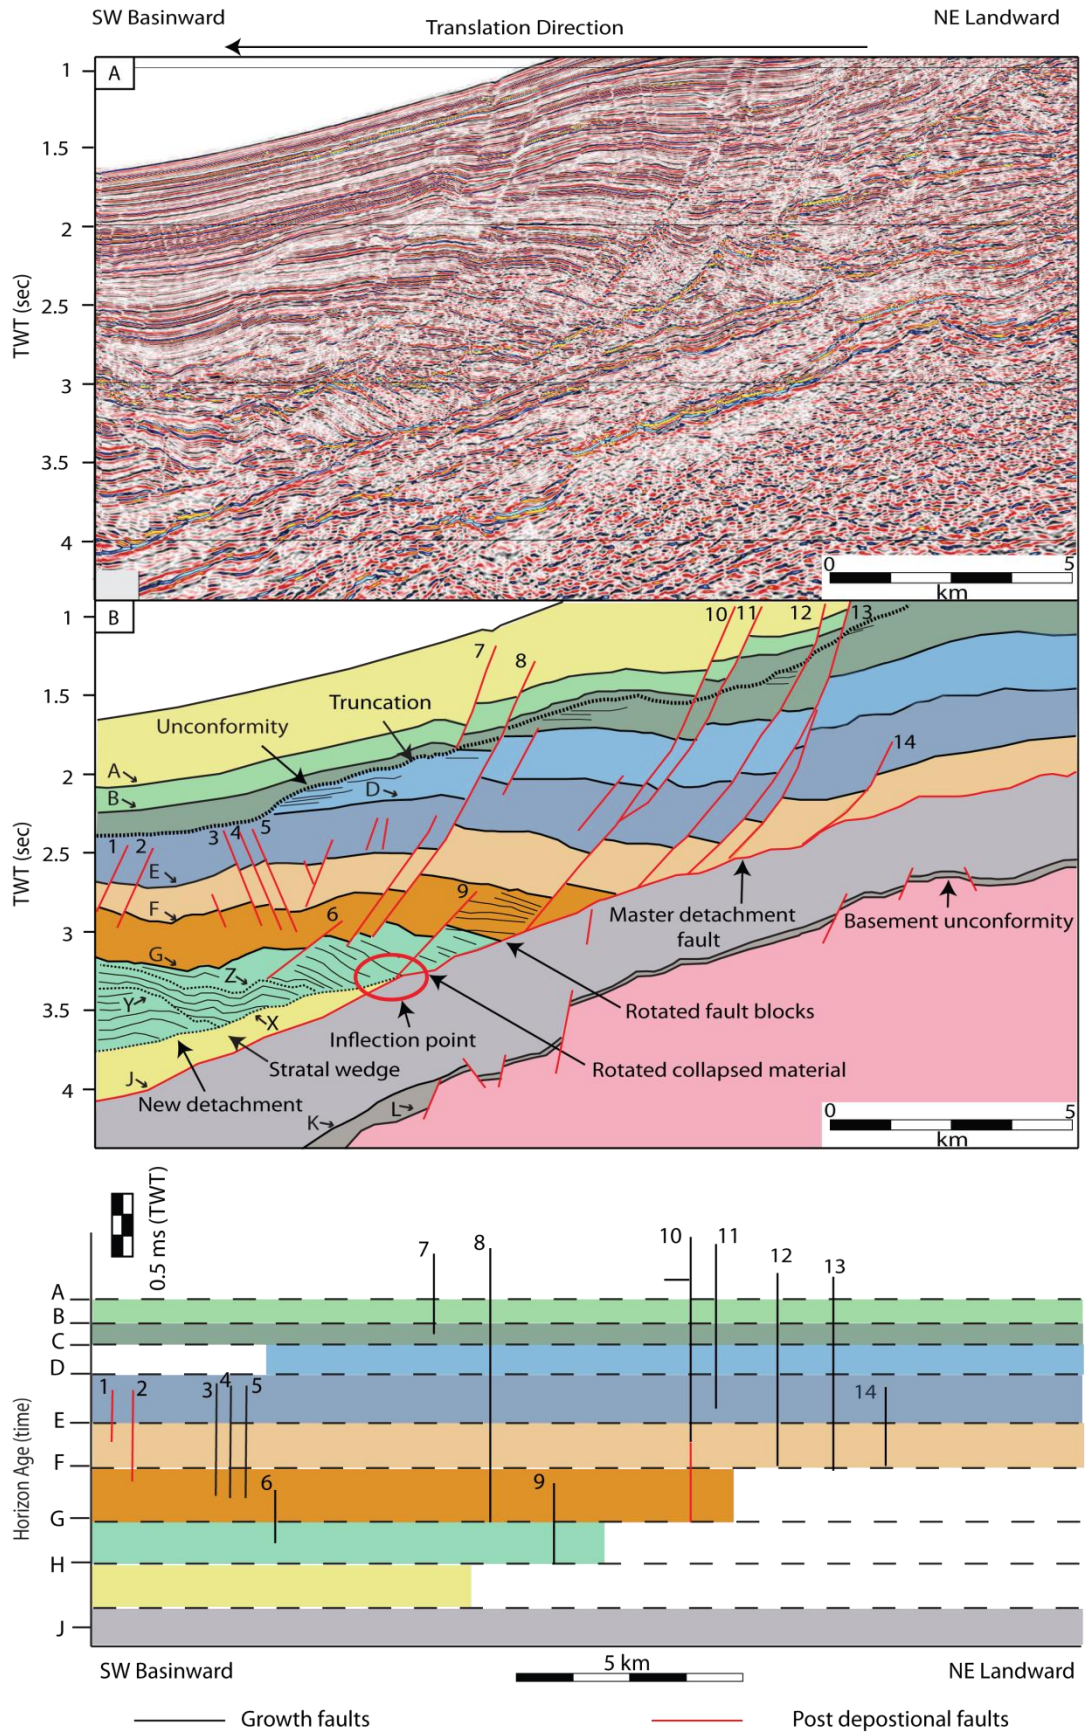 SW Basinward
NE Landward
Translation Direction
A
1
1.5
2
2.5
3
3.5
4
TWT (sec)
0
5
km
B
1
1.5
2
2.5
3
3.5
4
TWT (sec)
7
8
10
11
12
13
14
Truncation
Unconformity
A
B
D
1
2
3
4
5
E
F
6
9
G
Z
Y
X
J
K
L
Master detachment
fault
Basement unconformity
Rotated fault blocks
Inflection point
Stratal wedge
Rotated collapsed material
New detachment
0
5
km
0.5 ms (TWT)
7
8
10
11
12
13
A
B
C
D
E
F
G
H
J
Horizon Age (time)
1
2
3
4
5
14
6
9
SW Basinward
5 km
NE Landward
Growth faults
Post depostional faults